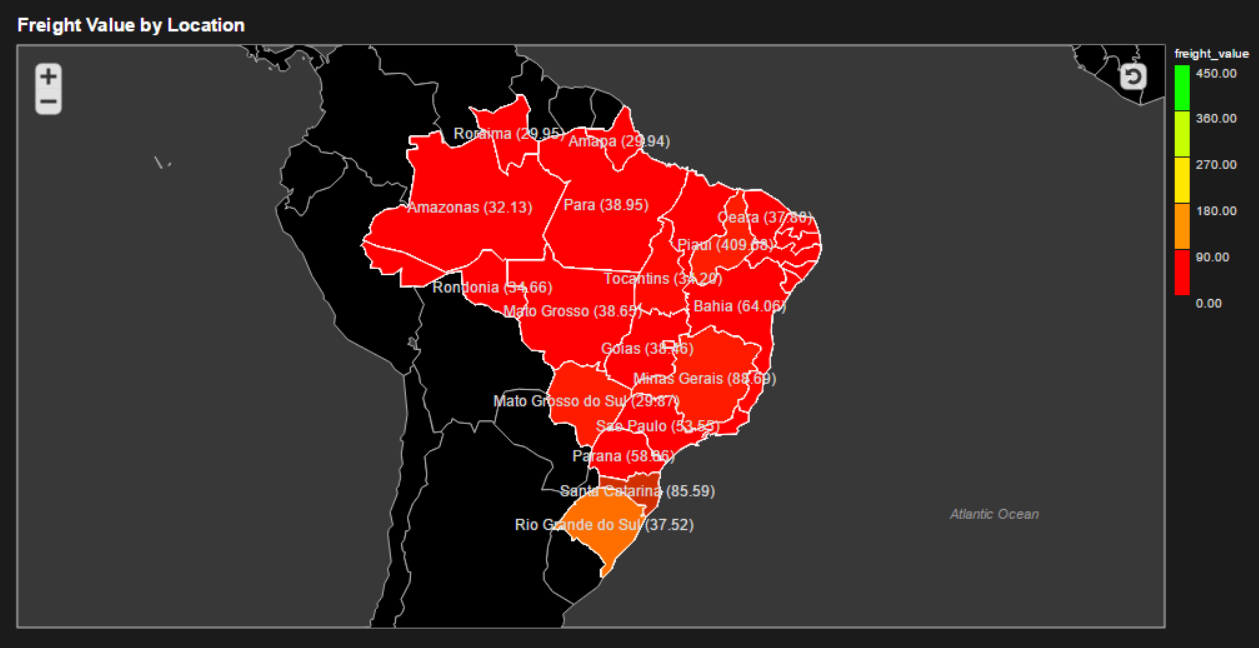 Freight Value by Location
freight_value
450.00
360.00
270.00
180.00
90.00
0.00
+
−
Roraima (29.95)
Amapa (29.94)
Amazonas (32.13)
Para (38.95)
Ceara (37.80)
Piaui (409.68)
Tocantins (34.20)
Rondonia (34.66)
Mato Grosso (38.65)
Bahia (64.06)
Goias (38.46)
Minas Gerais (88.69)
Mato Grosso do Sul (29.87)
Sao Paulo (53.55)
Parana (58.86)
Santa Catarina (85.59)
Atlantic Ocean
Rio Grande do Sul (37.52)